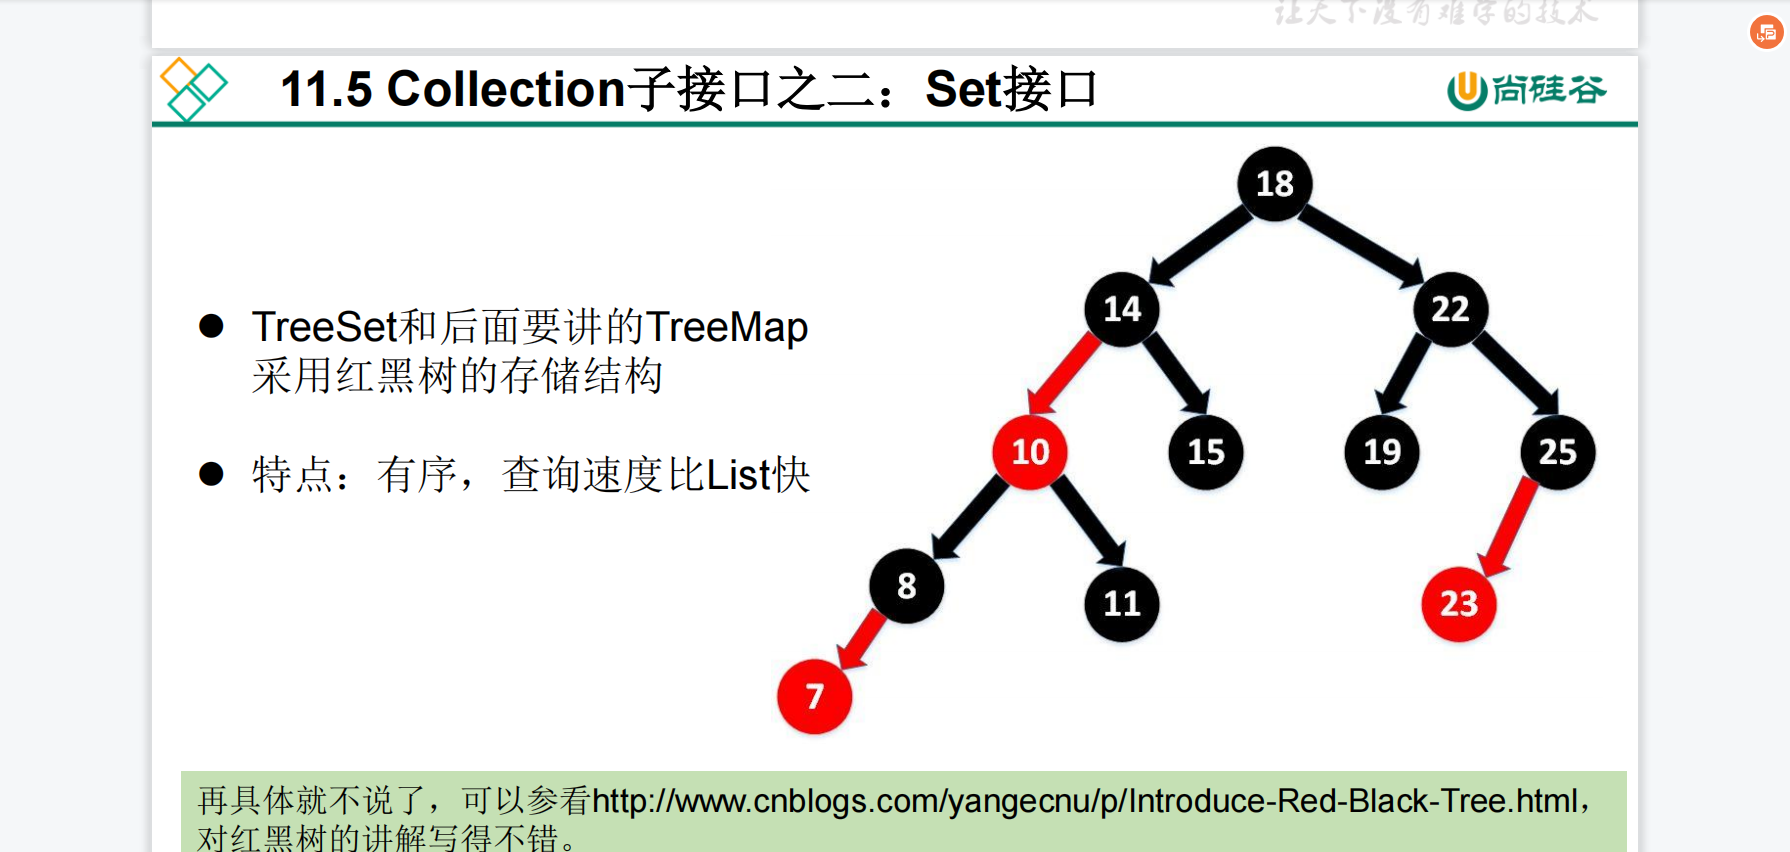 让天下没有难学的技术
11.5 Collection子接口之二：Set接口
尚硅谷
18
14
22
TreeSet和后面要讲的TreeMap
采用红黑树的存储结构
10
15
19
25
特点：有序，查询速度比List快
8
11
23
7
再具体就不说了，可以参看http://www.cnblogs.com/yangecnu/p/Introduce-Red-Black-Tree.html，
对红黑树的讲解写得不错。